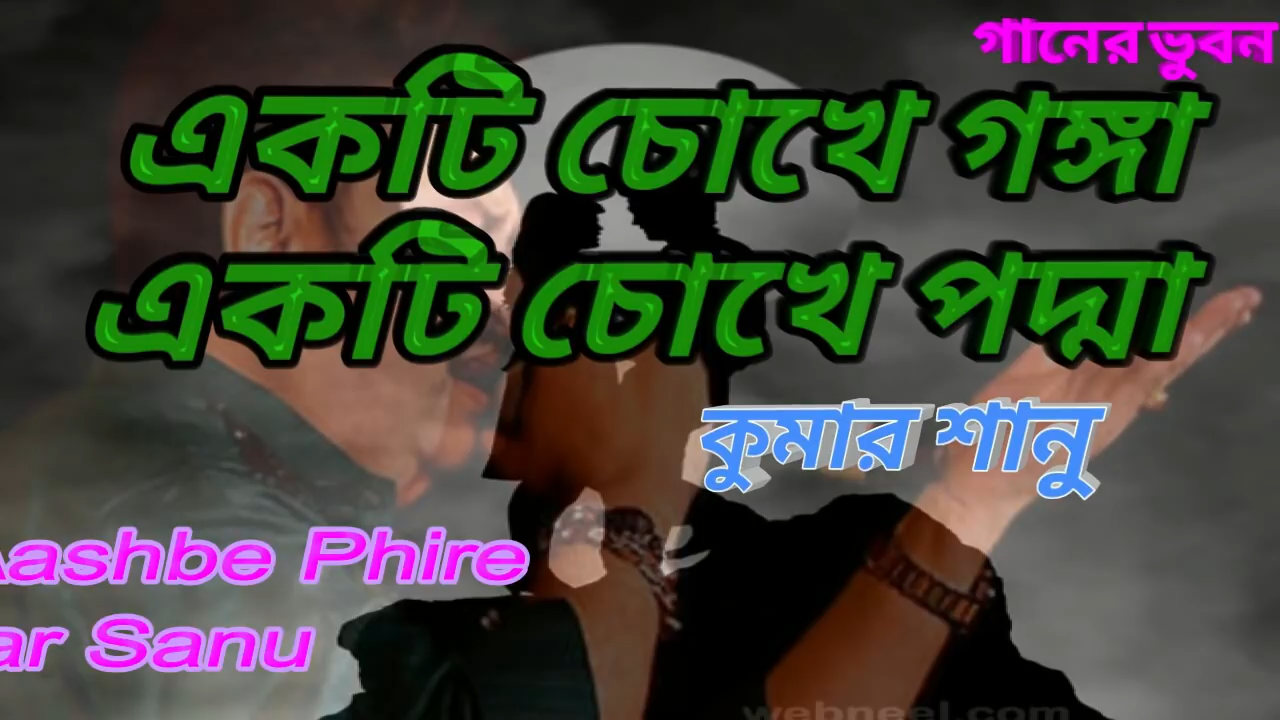 গানের ভুবন
একটি চোখে গঙ্গা
একটি চোখে পদ্মা
কুমার শানু
Aashbe Phire
ar Sanu
webneel.com